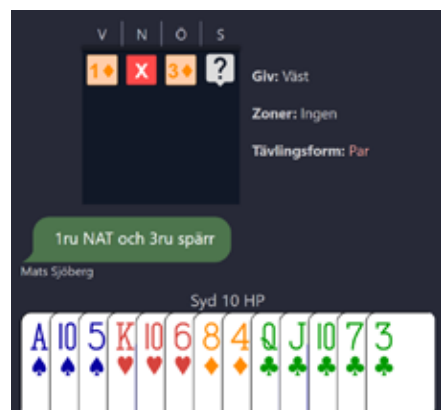 V N Ö S
1♦ X 3♦ ?
Giv: Väst
Zoner: Ingen
Tävlingsform: Par
1ru NAT och 3ru spärr
Mats Sjöberg
Syd 10 HP
A 10 5 K 10 6 8 4 Q J 10 7 3
♠ ♠ ♠ ♥ ♥ ♥ ♦ ♦ ♣ ♣ ♣ ♣ ♣